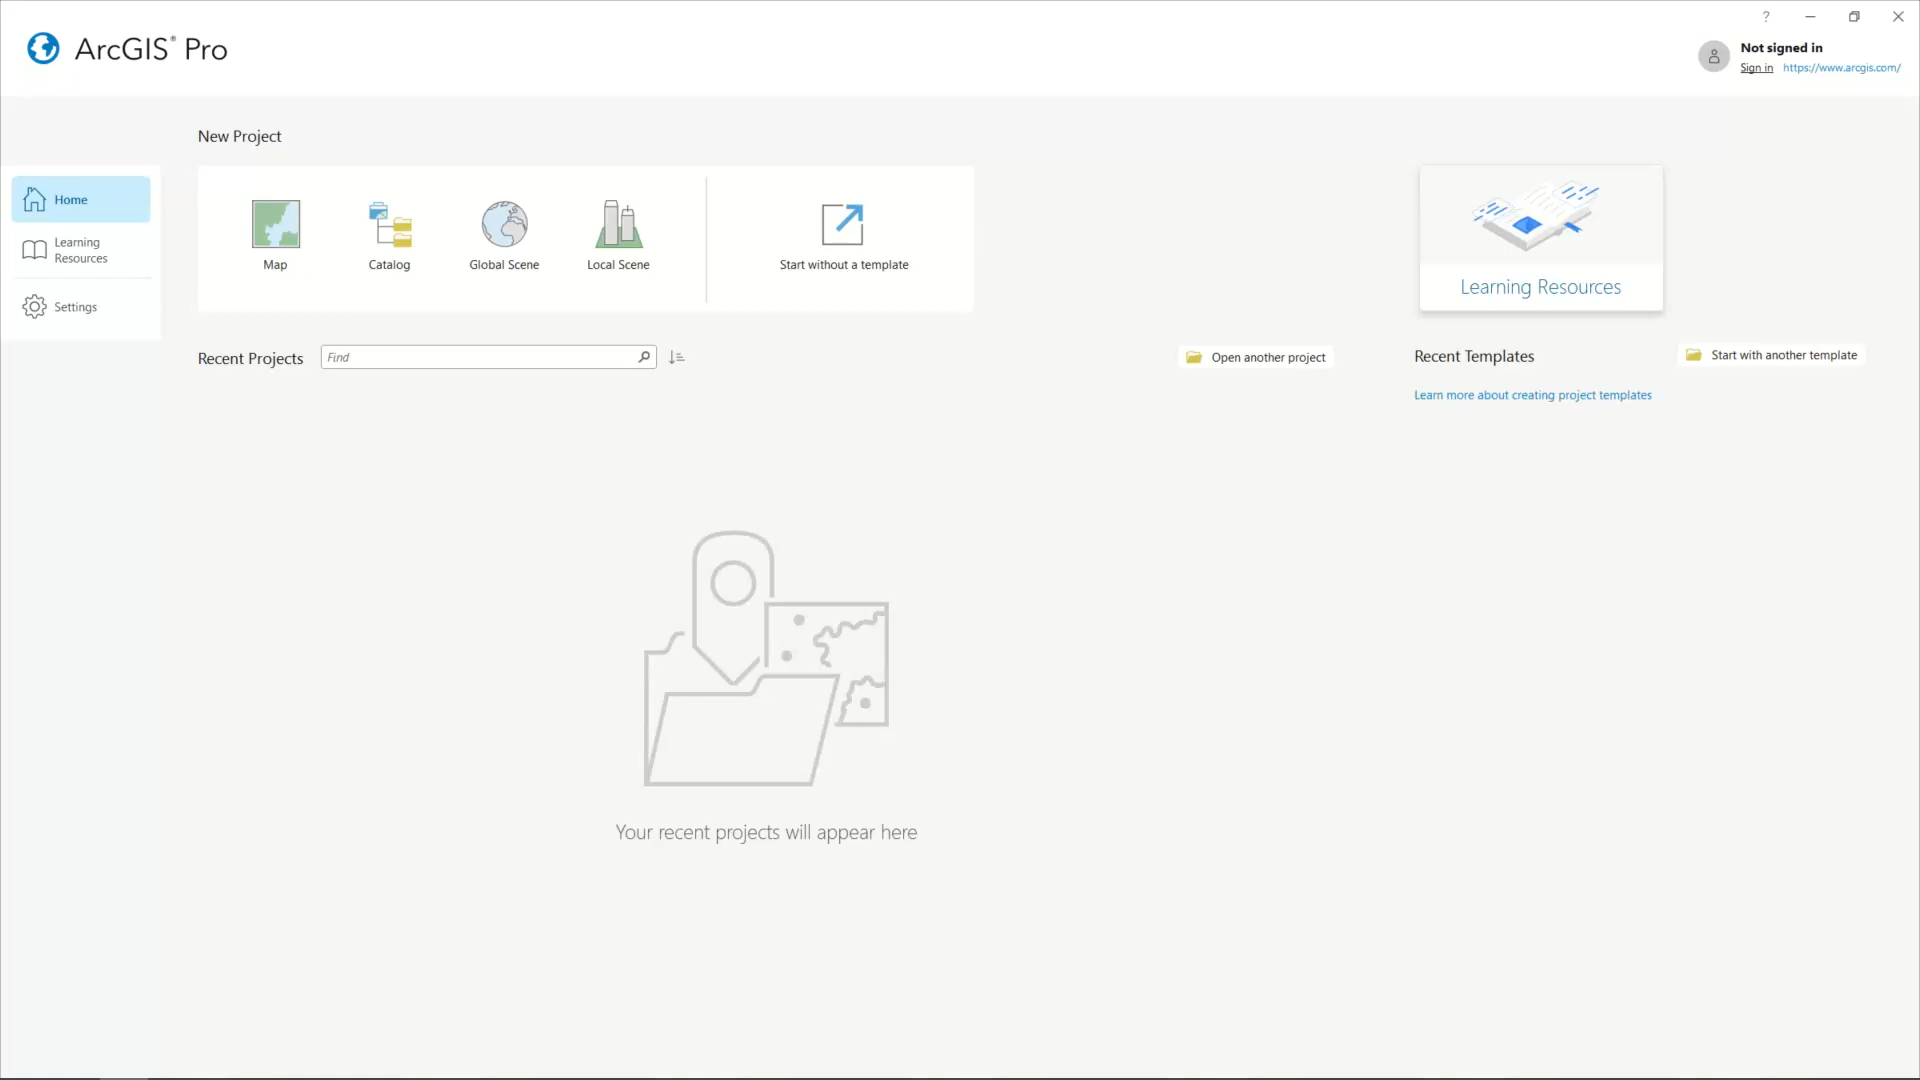 ?
ArcGIS® Pro
Not signed in
Sign in https://www.arcgis.com/
New Project
Home
Learning
Resources
Settings
Map
Catalog
Global Scene
Local Scene
Start without a template
Learning Resources
Recent Projects
Find
Open another project
Recent Templates
Start with another template
Learn more about creating project templates
Your recent projects will appear here